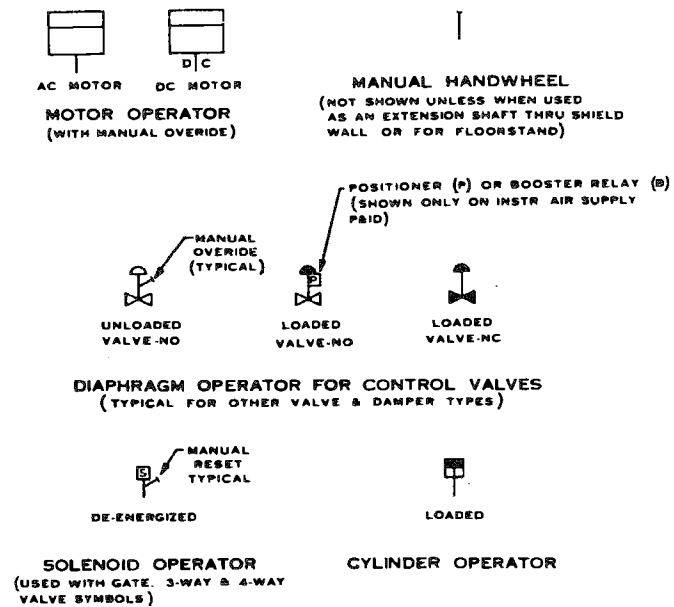 D C
AC MOTOR
DC MOTOR
MOTOR OPERATOR
(WITH MANUAL OVERIDE)
MANUAL HANDWHEEL
(NOT SHOWN UNLESS WHEN USED
AS AN EXTENSION SHAFT THRU SHIELD
WALL OR FOR FLOORSTAND)
POSITIONER (P) OR BOOSTER RELAY (B)
(SHOWN ONLY ON INSTR AIR SUPPLY
P&ID)
MANUAL
OVERIDE
(TYPICAL)
P
UNLOADED
VALVE-NO
LOADED
VALVE-NO
LOADED
VALVE-NC
DIAPHRAGM OPERATOR FOR CONTROL VALVES
(TYPICAL FOR OTHER VALVE & DAMPER TYPES)
MANUAL
RESET
TYPICAL
S
DE-ENERGIZED
LOADED
SOLENOID OPERATOR
(USED WITH GATE, 3-WAY & 4-WAY
VALVE SYMBOLS)
CYLINDER OPERATOR